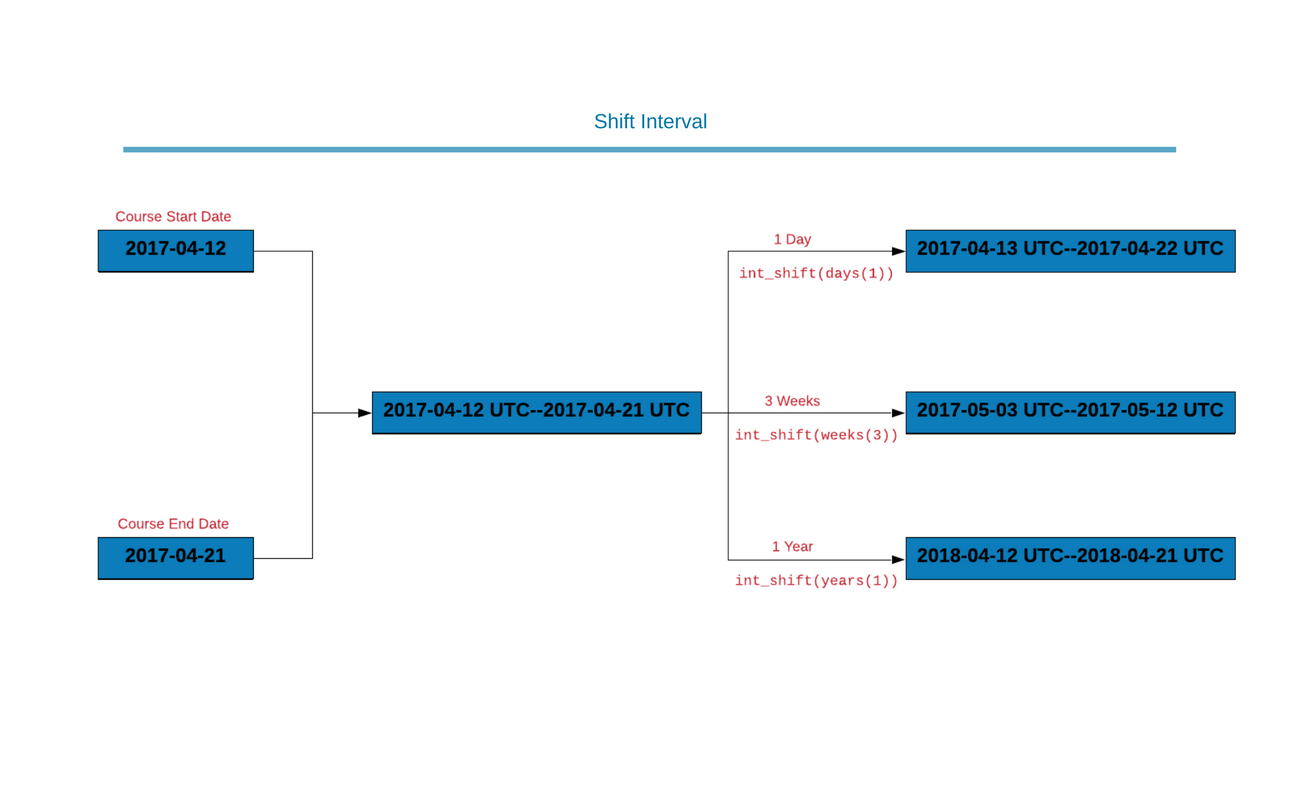 Shift Interval
Course Start Date
2017-04-12
Course End Date
2017-04-21
2017-04-12 UTC--2017-04-21 UTC
1 Day
int_shift(days(1))
2017-04-13 UTC--2017-04-22 UTC
3 Weeks
int_shift(weeks(3))
2017-05-03 UTC--2017-05-12 UTC
1 Year
int_shift(years(1))
2018-04-12 UTC--2018-04-21 UTC